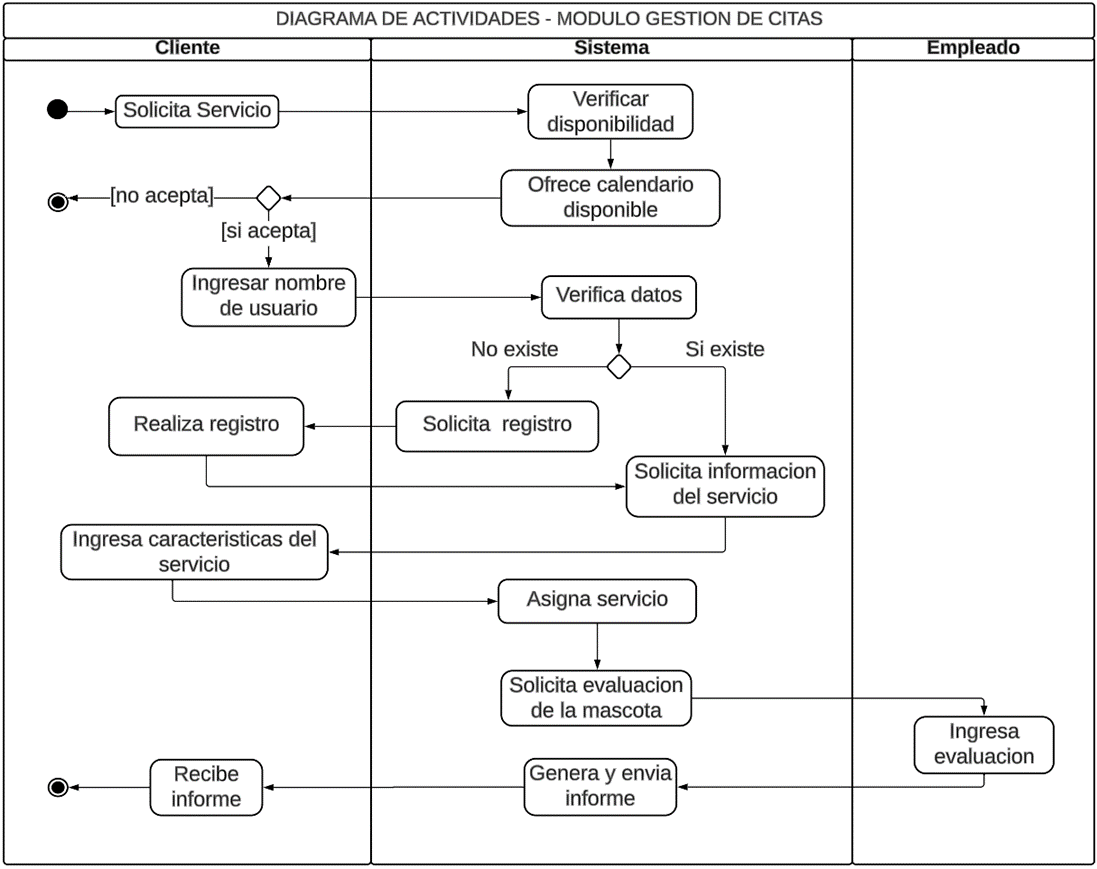 DIAGRAMA DE ACTIVIDADES - MODULO GESTION DE CITAS
Cliente
Sistema
Empleado
Solicita Servicio
Verificar
disponibilidad
Ofrece calendario
disponible
[no acepta]
[si acepta]
Ingresar nombre
de usuario
Verifica datos
No existe
Si existe
Realiza registro
Solicita registro
Solicita informacion
del servicio
Ingresa caracteristicas del
servicio
Asigna servicio
Solicita evaluacion
de la mascota
Ingresa
evaluacion
Recibe
informe
Genera y envia
informe